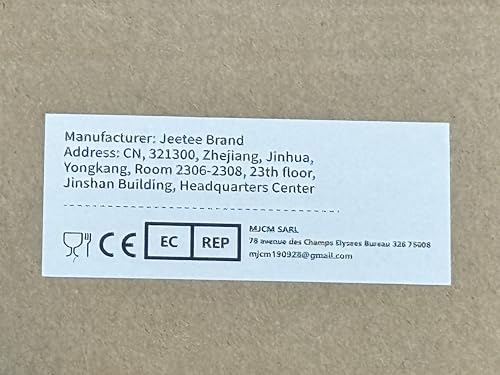 Manufacturer: Jeetee Brand
Address: CN, 321300, Zhejiang, Jinhua,
Yongkang, Room 2306-2308, 23th floor,
Jinshan Building, Headquarters Center
CE EC REP
MJCM SARL
78 avenue des Champs Elysees Bureau 326 75008
mjcm190928@gmail.com